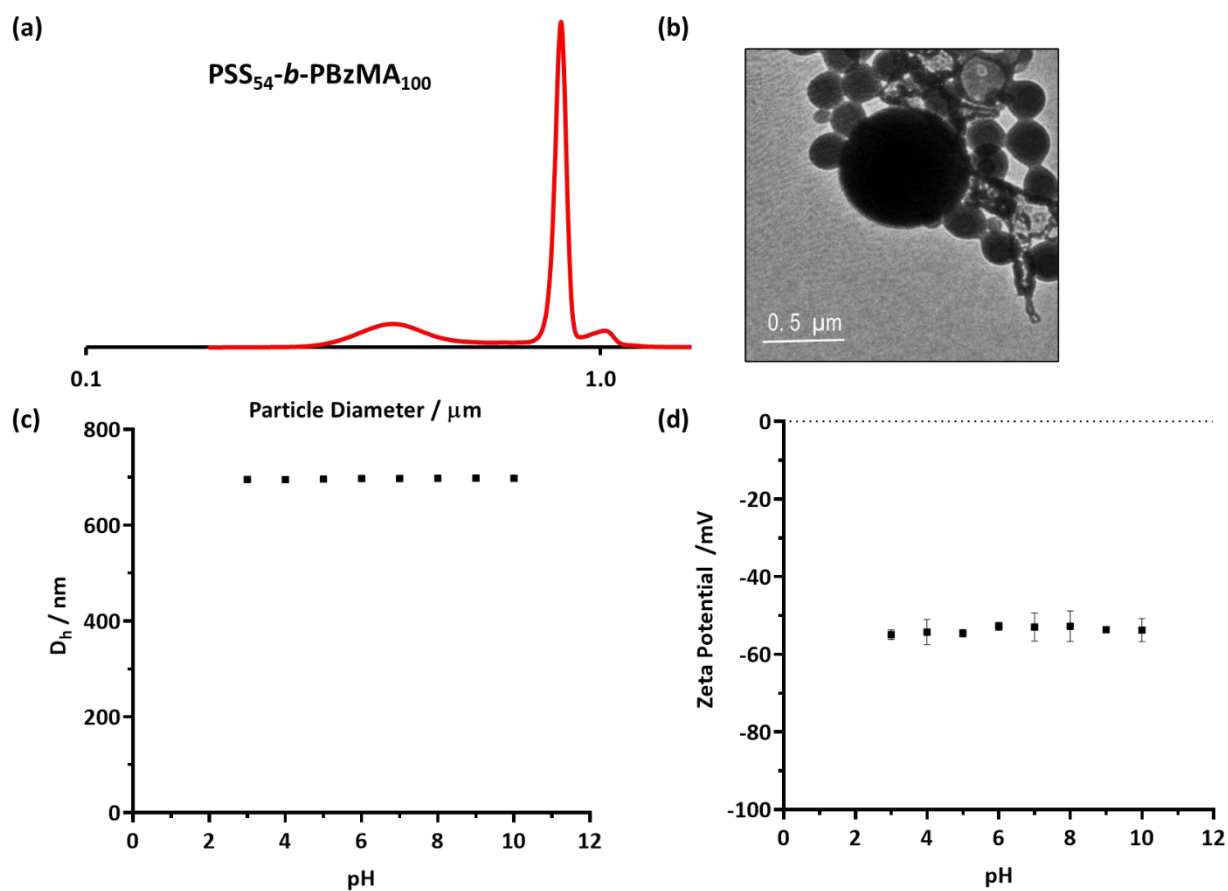 (a)
PSS54-b-PBzMA100
0.1
1.0
Particle Diameter / μm
(b)
0. 5 μm
(c)
800
600
400
200
0
D_h / nm
0 2 4 6 8 10 12
pH
(d)
0
-20
-40
-60
-80
-100
Zeta Potential /mV
0 2 4 6 8 10 12
pH